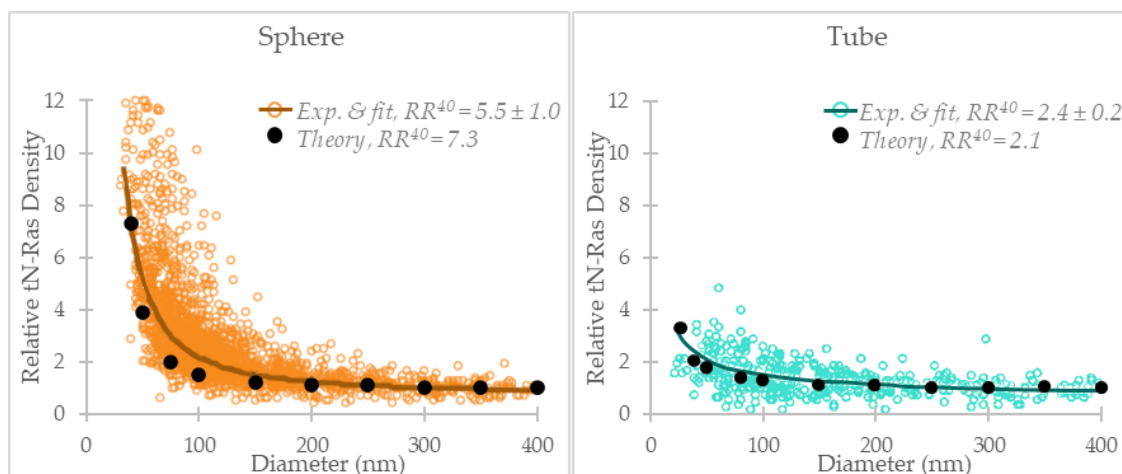 Sphere
Exp. & fit, RR⁴⁰ = 5.5 ± 1.0
Theory, RR⁴⁰ = 7.3
Relative tN-Ras Density
12
10
8
6
4
2
0
0 100 200 300 400
Diameter (nm)
Tube
Exp. & fit, RR⁴⁰ = 2.4 ± 0.2
Theory, RR⁴⁰ = 2.1
Relative tN-Ras Density
12
10
8
6
4
2
0
0 100 200 300 400
Diameter (nm)